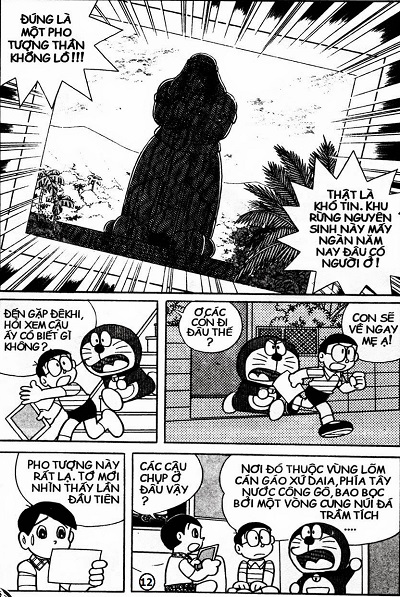 ĐÚNG LÀ
MỘT PHO
TƯỢNG THẦN
KHỔNG LỒ!!!
THẬT LÀ
KHÓ TIN. KHU
RỪNG NGUYÊN
SINH NÀY MẤY
NGÀN NĂM
NAY ĐÂU CÓ
NGƯỜI Ở!
ĐẾN GẶP ĐÊKHI,
HỎI XEM CẬU
ẤY CÓ BIẾT GÌ
KHÔNG?
Ơ, CÁC
CON ĐI
ĐÂU THẾ
?
CON SẼ
VỀ NGAY
MẸ Ạ!
PHO TƯỢNG NÀY
RẤT LẠ. TỚ MỚI
NHÌN THẤY LẦN
ĐẦU TIÊN
CÁC CẬU
CHỤP Ở
ĐÂU VẬY
?
NƠI ĐÓ THUỘC VÙNG LÕM
CĂN GÁO XỨ DAIA, PHÍA TÂY
NƯỚC CÔNG GÔ, BAO BỌC
BỞI MỘT VÒNG CUNG NÚI ĐÁ
TRẦM TÍCH
....
12